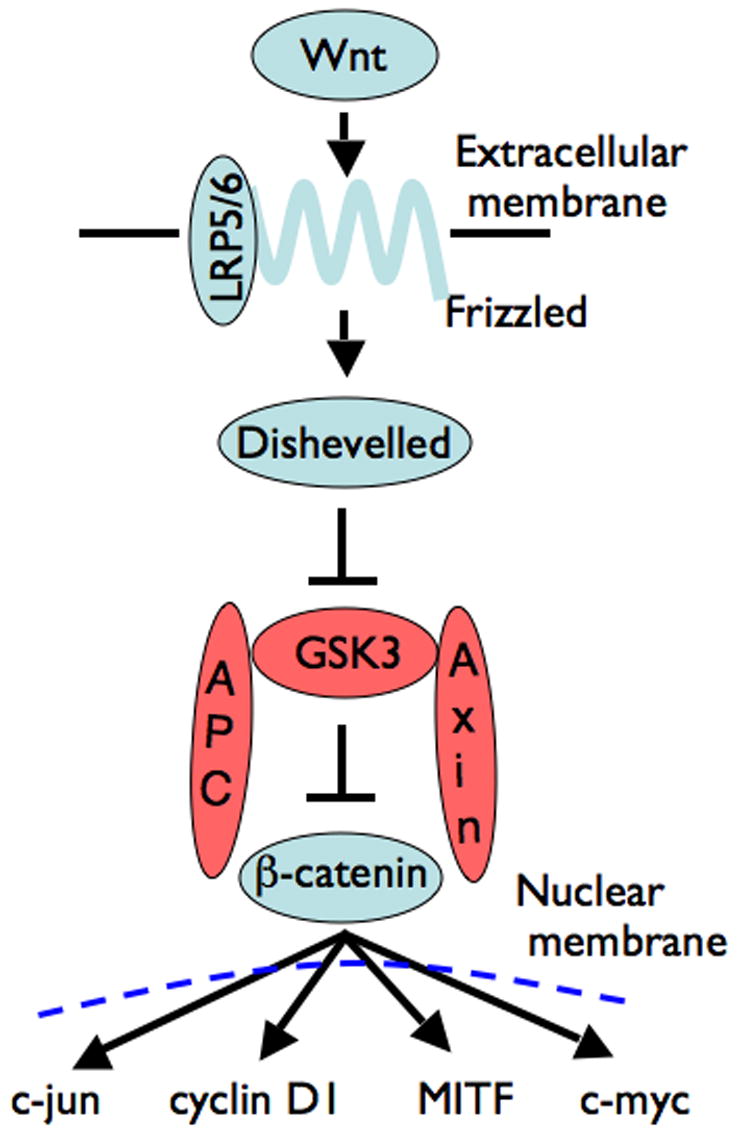 Wnt
Extracellular
membrane
LRP5/6
Frizzled
Dishevelled
GSK3
APC
Axin
β-catenin
Nuclear
membrane
c-jun
cyclin D1
MITF
c-myc